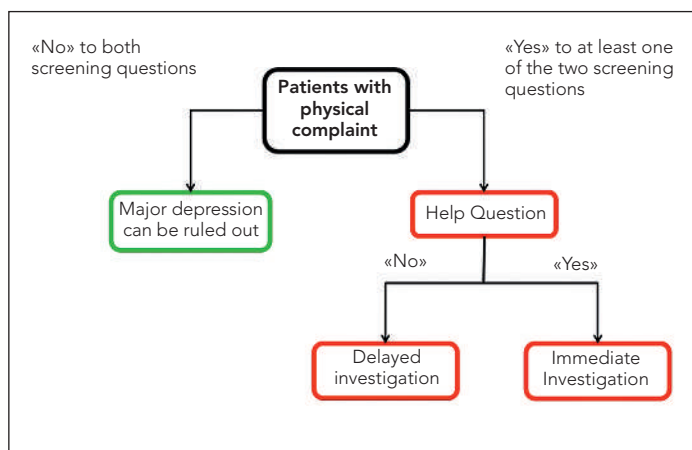 «No» to both
screening questions
«Yes» to at least one
of the two screening
questions
Patients with
physical
complaint
Major depression
can be ruled out
Help Question
«No»
«Yes»
Delayed
investigation
Immediate
Investigation